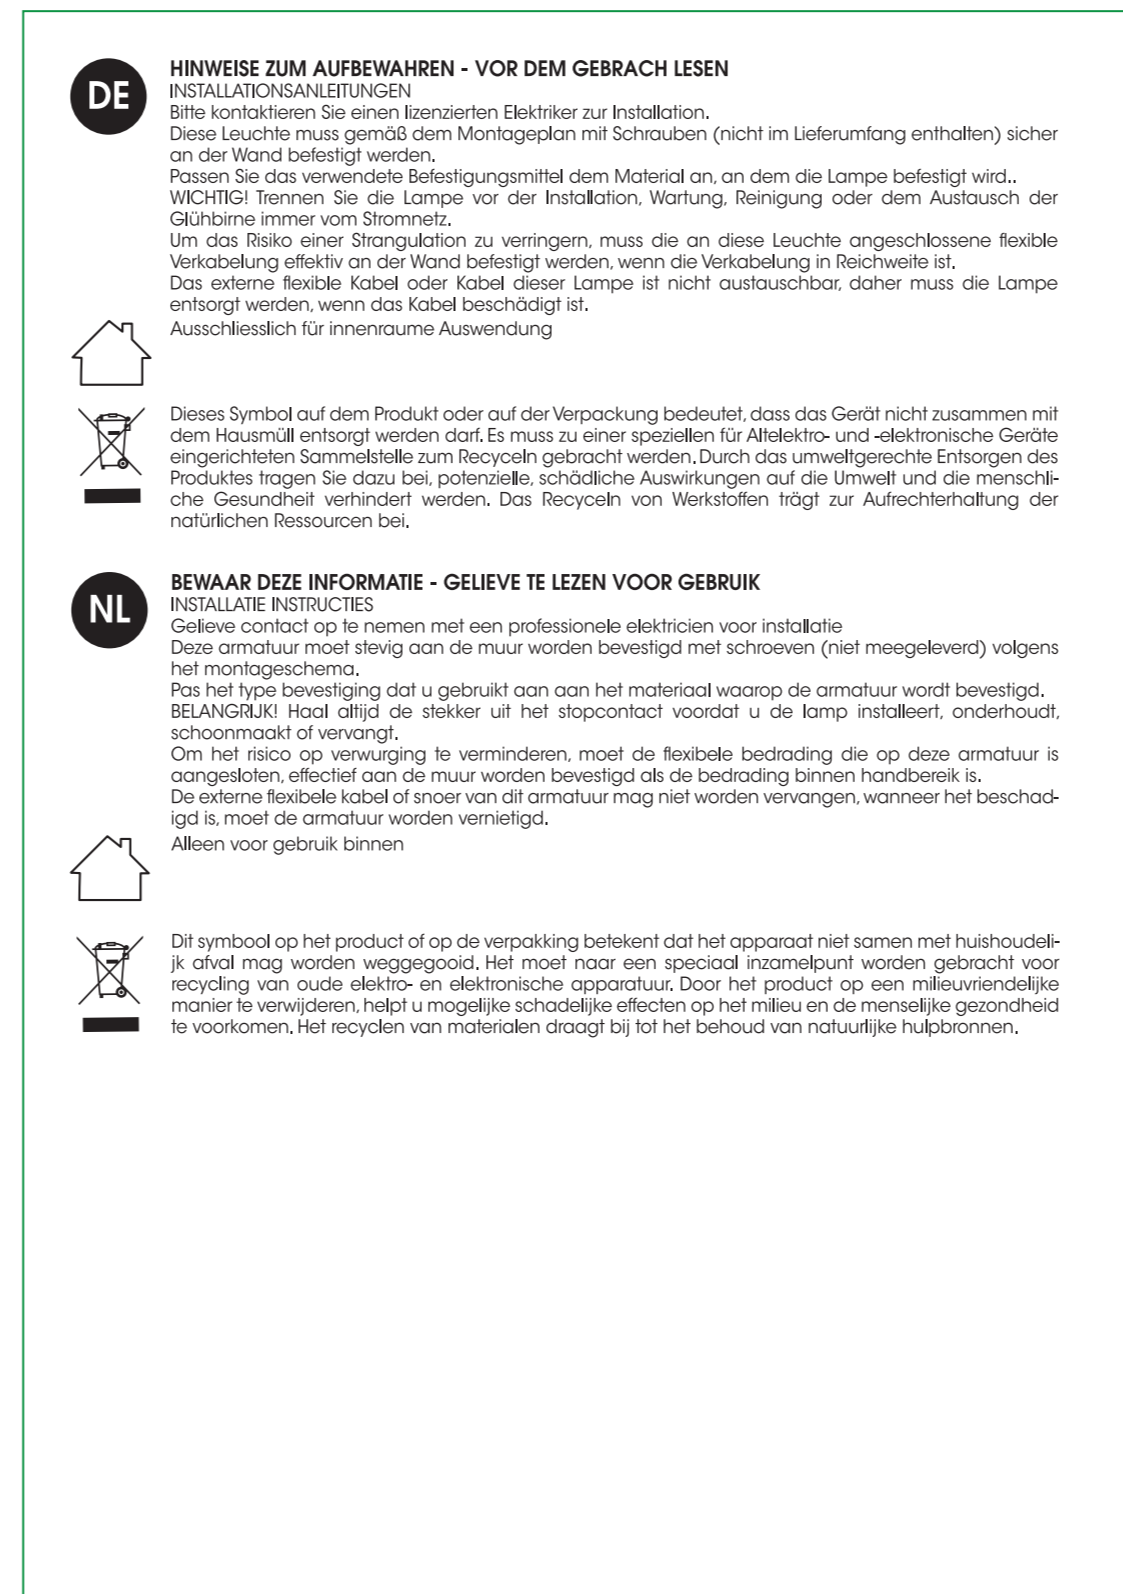 DE
HINWEISE ZUM AUFBEWAHREN - VOR DEM GEBRACH LESEN
INSTALLATIONSANLEITUNGEN
Bitte kontaktieren Sie einen lizenzierten Elektriker zur Installation.
Diese Leuchte muss gemäß dem Montageplan mit Schrauben (nicht im Lieferumfang enthalten) sicher
an der Wand befestigt werden.
Passen Sie das verwendete Befestigungsmittel dem Material an, an dem die Lampe befestigt wird..
WICHTIG! Trennen Sie die Lampe vor der Installation, Wartung, Reinigung oder dem Austausch der
Glühbirne immer vom Stromnetz.
Um das Risiko einer Strangulation zu verringern, muss die an diese Leuchte angeschlossene flexible
Verkabelung effektiv an der Wand befestigt werden, wenn die Verkabelung in Reichweite ist.
Das externe flexible Kabel oder Kabel dieser Lampe ist nicht austauschbar, daher muss die Lampe
entsorgt werden, wenn das Kabel beschädigt ist.
Ausschliesslich für innenraume Auswendung
Dieses Symbol auf dem Produkt oder auf der Verpackung bedeutet, dass das Gerät nicht zusammen mit
dem Hausmüll entsorgt werden darf. Es muss zu einer speziellen für Altelektro- und -elektronische Geräte
eingerichteten Sammelstelle zum Recyceln gebracht werden. Durch das umweltgerechte Entsorgen des
Produktes tragen Sie dazu bei, potenzielle, schädliche Auswirkungen auf die Umwelt und die menschli-
che Gesundheit verhindert werden. Das Recyceln von Werkstoffen trägt zur Aufrechterhaltung der
natürlichen Ressourcen bei.
NL
BEWAAR DEZE INFORMATIE - GELIEVE TE LEZEN VOOR GEBRUIK
INSTALLATIE INSTRUCTIES
Gelieve contact op te nemen met een professionele elektricien voor installatie
Deze armatuur moet stevig aan de muur worden bevestigd met schroeven (niet meegeleverd) volgens
het montageschema.
Pas het type bevestiging dat u gebruikt aan aan het materiaal waarop de armatuur wordt bevestigd.
BELANGRIJK! Haal altijd de stekker uit het stopcontact voordat u de lamp installeert, onderhoudt,
schoonmaakt of vervangt.
Om het risico op verwurging te verminderen, moet de flexibele bedrading die op deze armatuur is
aangesloten, effectief aan de muur worden bevestigd als de bedrading binnen handbereik is.
De externe flexibele kabel of snoer van dit armatuur mag niet worden vervangen, wanneer het beschad-
igd is, moet de armatuur worden vernietigd.
Alleen voor gebruik binnen
Dit symbool op het product of op de verpakking betekent dat het apparaat niet samen met huishoudeli-
jk afval mag worden weggegooid. Het moet naar een speciaal inzamelpunt worden gebracht voor
recycling van oude elektro- en elektronische apparatuur. Door het product op een milieuvriendelijke
manier te verwijderen, helpt u mogelijke schadelijke effecten op het milieu en de menselijke gezondheid
te voorkomen. Het recyclen van materialen draagt bij tot het behoud van natuurlijke hulpbronnen.